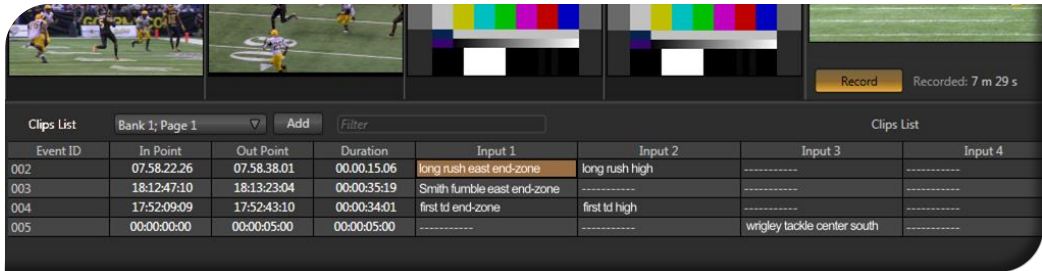 Record Recorded: 7 m 29 s
Clips List Bank 1; Page 1 Add Filter Clips List
Event ID In Point Out Point Duration Input 1 Input 2 Input 3 Input 4
002 07.58.22.26 07.58.38.01 00.00.15.06 long rush east end-zone long rush high ----------- -----------
003 18:12:47:10 18:13:23:04 00:00:35:19 Smith fumble east end-zone ----------- ----------- -----------
004 17:52:09:09 17:52:43:10 00:00:34:01 first td end-zone first td high ----------- -----------
005 00:00:00:00 00:00:05:00 00:00:05:00 ----------- ----------- wrigley tackle center south -----------